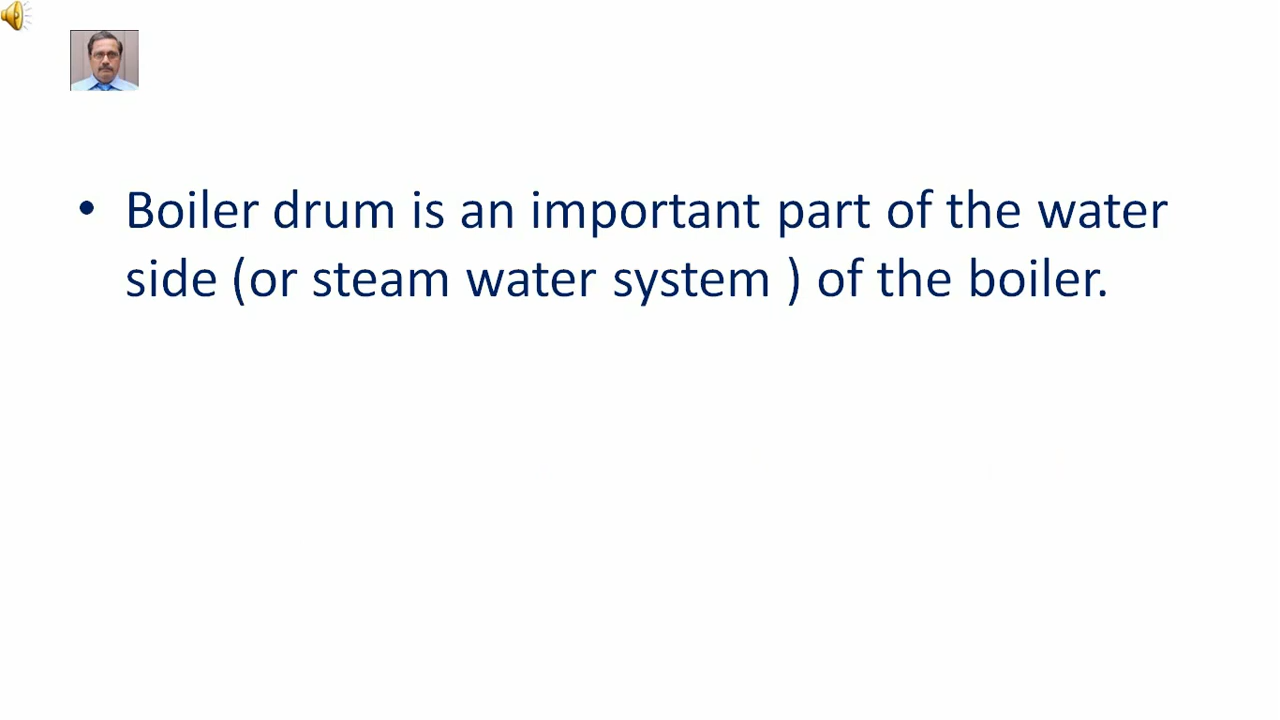 • Boiler drum is an important part of the water
side (or steam water system ) of the boiler.